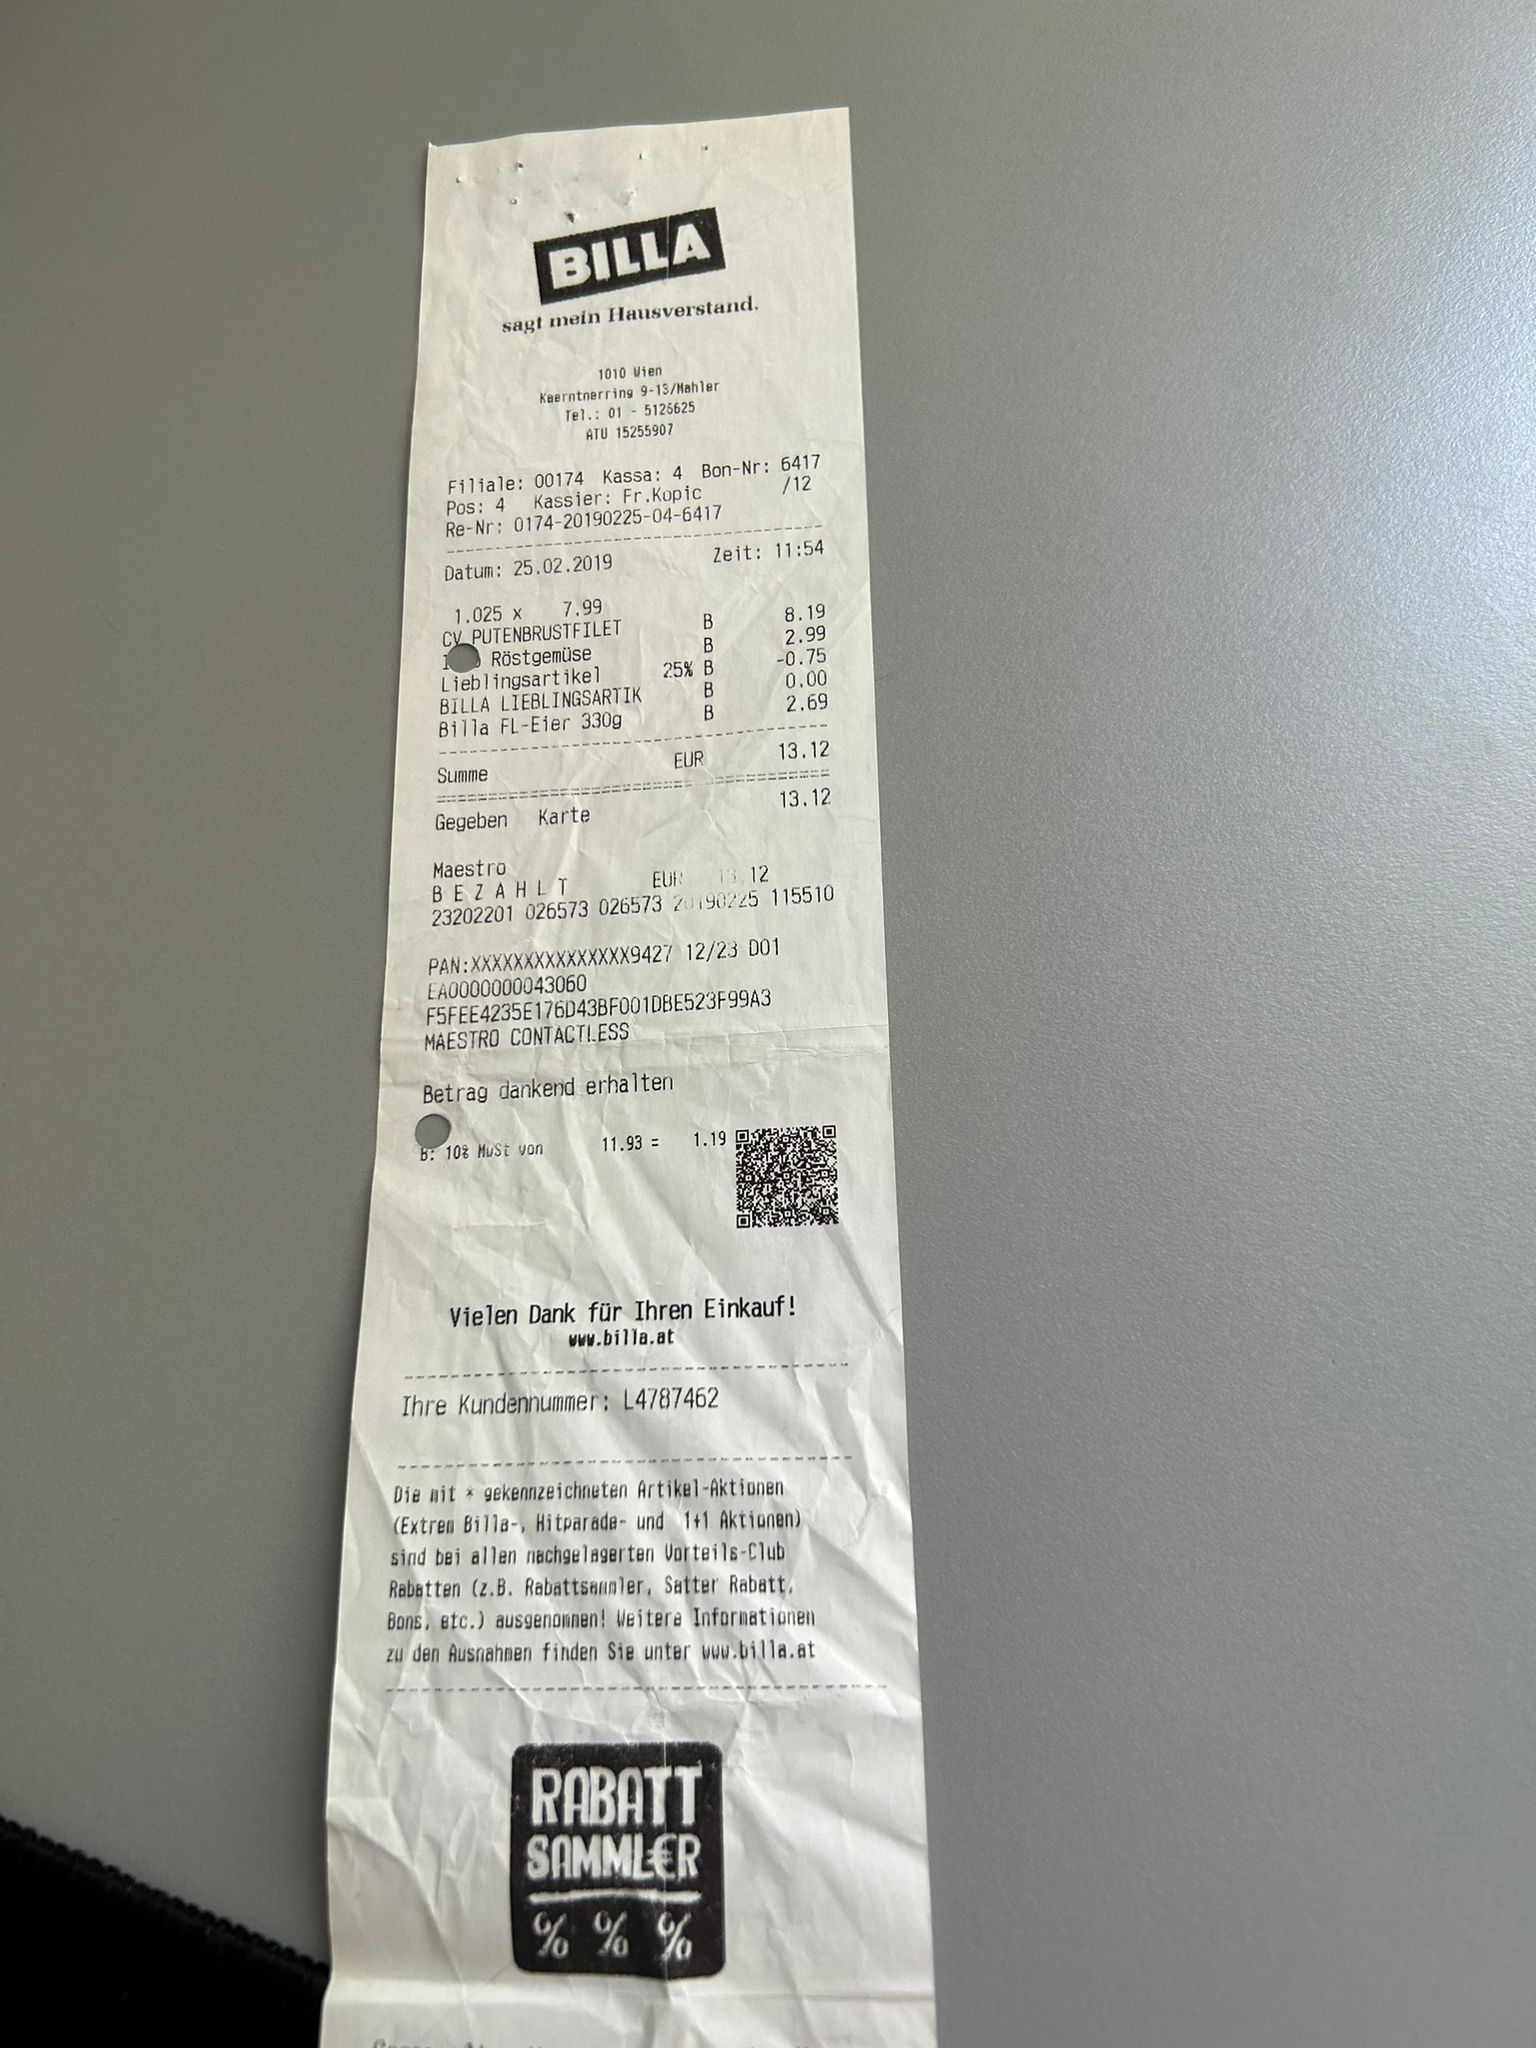 BILLA
sagt mein Hausverstand.
1010 Wien
Kaerntnerring 9-13/Mahler
Tel.: 01 - 5126625
ATU 15255907
Filiale: 00174 Kassa: 4 Bon-Nr: 6417
Pos: 4 Kassier: Fr.Kopic /12
Re-Nr: 0174-20190225-04-6417
Datum: 25.02.2019 Zeit: 11:54
1.025 x 7.99
CV PUTENBRUSTFILET B 8.19
Röstgemüse B 2.99
Lieblingsartikel 25% B -0.75
BILLA LIEBLINGSARTIK B 0.00
Billa FL-Eier 330g B 2.69
Summe EUR 13.12
Gegeben Karte 13.12
Maestro
B E Z A H L T EUR 13.12
23202201 026573 026573 20190225 115510
PAN:XXXXXXXXXXXXXXX9427 12/23 D01
EA0000000043060
F5FEE4235E176D43BF001DBE523F99A3
MAESTRO CONTACTLESS
Betrag dankend erhalten
B: 10% MwSt von 11.93 = 1.19
Vielen Dank für Ihren Einkauf!
www.billa.at
Ihre Kundennummer: L4787462
Die mit * gekennzeichneten Artikel-Aktionen
(Extrem Billa-, Hitparade- und 1+1 Aktionen)
sind bei allen nachgelagerten Vorteils-Club
Rabatten (z.B. Rabattsammler, Satter Rabatt,
Bons, etc.) ausgenommen! Weitere Informationen
zu den Ausnahmen finden Sie unter www.billa.at
RABATT
SAMML€R
% % %